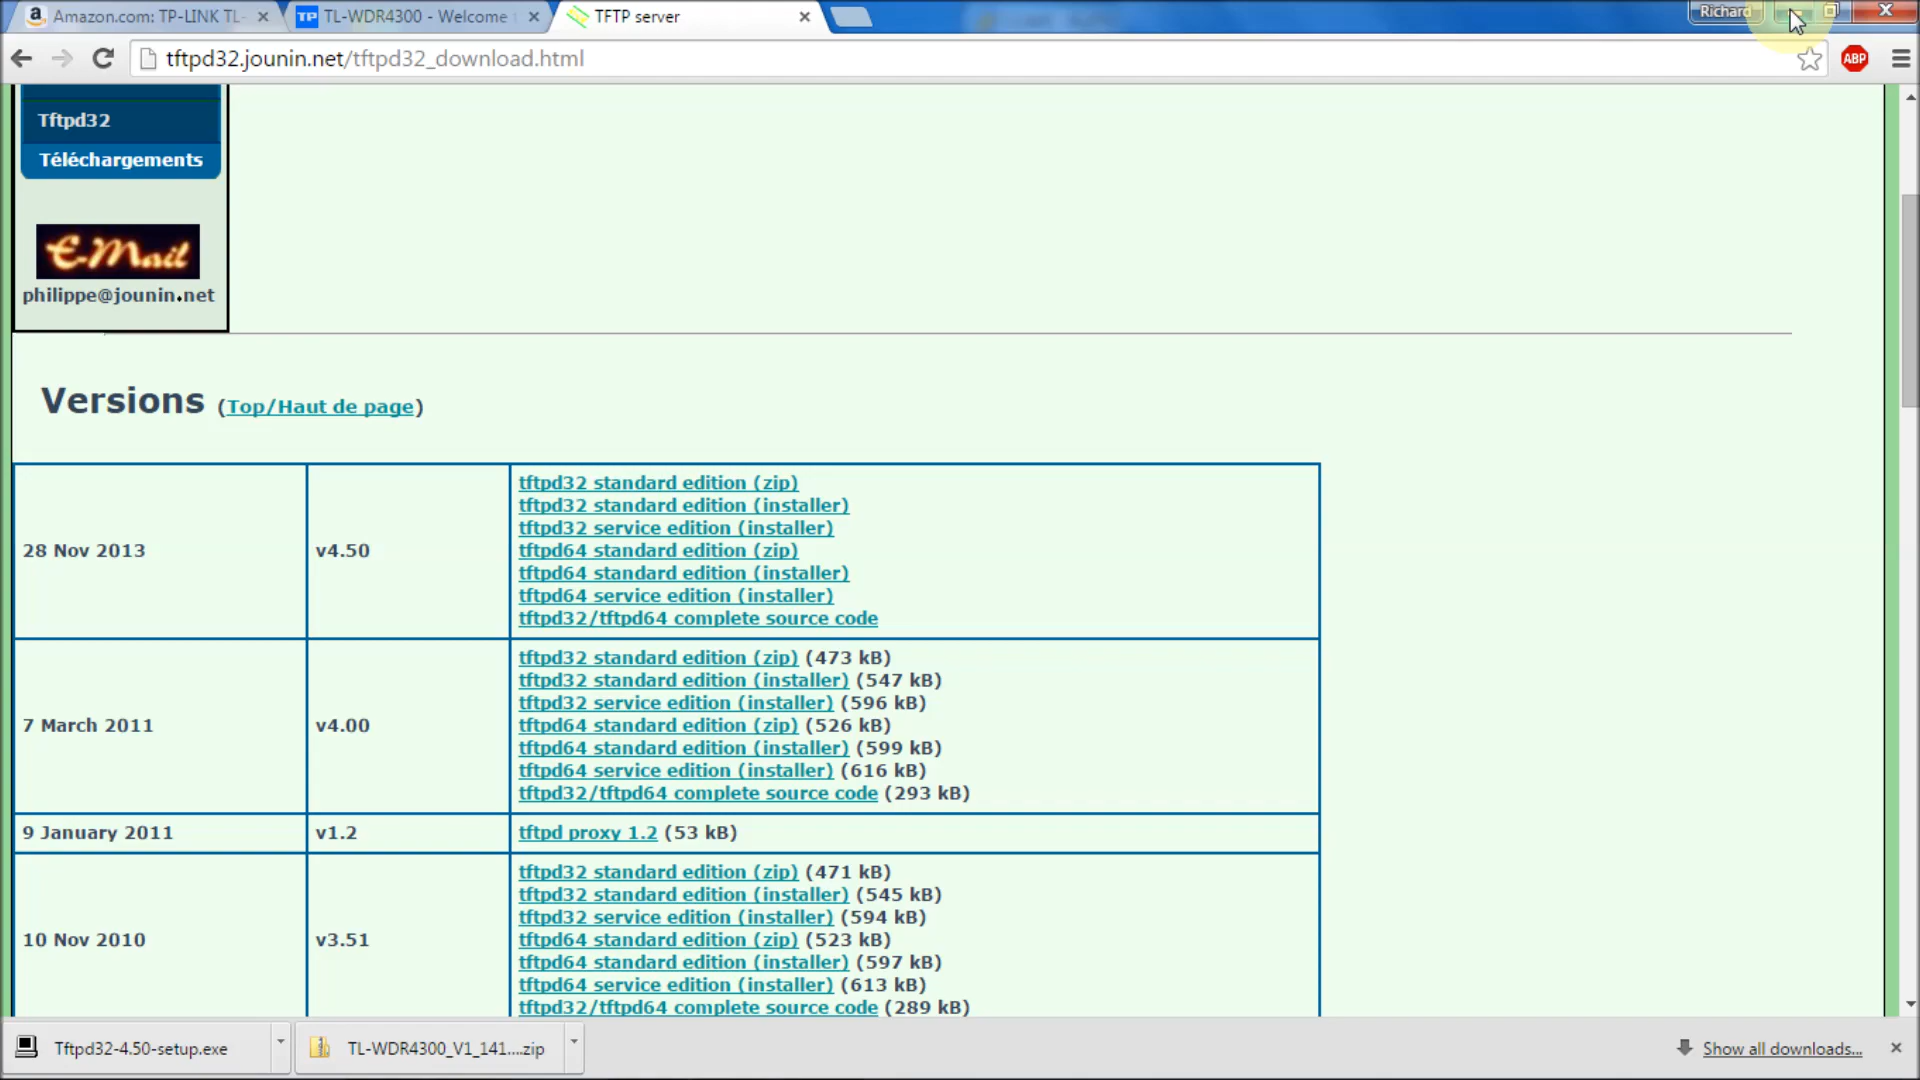 Amazon.com: TP-LINK TL-
TP TL-WDR4300 - Welcome
TFTP server
Richard
tftpd32.jounin.net/tftpd32_download.html
ABP
Tftpd32
Téléchargements
E-Mail
philippe@jounin.net
Versions (Top/Haut de page)
tftpd32 standard edition (zip)
tftpd32 standard edition (installer)
tftpd32 service edition (installer)
28 Nov 2013 v4.50 tftpd64 standard edition (zip)
tftpd64 standard edition (installer)
tftpd64 service edition (installer)
tftpd32/tftpd64 complete source code
tftpd32 standard edition (zip) (473 kB)
tftpd32 standard edition (installer) (547 kB)
tftpd32 service edition (installer) (596 kB)
7 March 2011 v4.00 tftpd64 standard edition (zip) (526 kB)
tftpd64 standard edition (installer) (599 kB)
tftpd64 service edition (installer) (616 kB)
tftpd32/tftpd64 complete source code (293 kB)
9 January 2011 v1.2 tftpd proxy 1.2 (53 kB)
tftpd32 standard edition (zip) (471 kB)
tftpd32 standard edition (installer) (545 kB)
tftpd32 service edition (installer) (594 kB)
10 Nov 2010 v3.51 tftpd64 standard edition (zip) (523 kB)
tftpd64 standard edition (installer) (597 kB)
tftpd64 service edition (installer) (613 kB)
tftpd32/tftpd64 complete source code (289 kB)
Tftpd32-4.50-setup.exe
TL-WDR4300_V1_141....zip
Show all downloads...